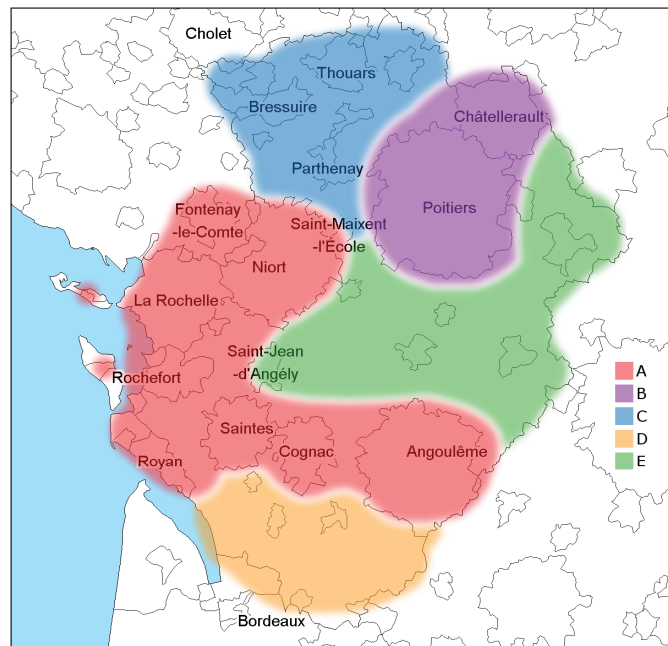 Cholet
Thouars
Bressuire
Châtellerault
Parthenay
Poitiers
Fontenay
-le-Comte
Saint-Maixent
-l'École
Niort
La Rochelle
Saint-Jean
-d'Angély
Rochefort
Saintes
Cognac
Angoulême
Royan
Bordeaux
A
B
C
D
E